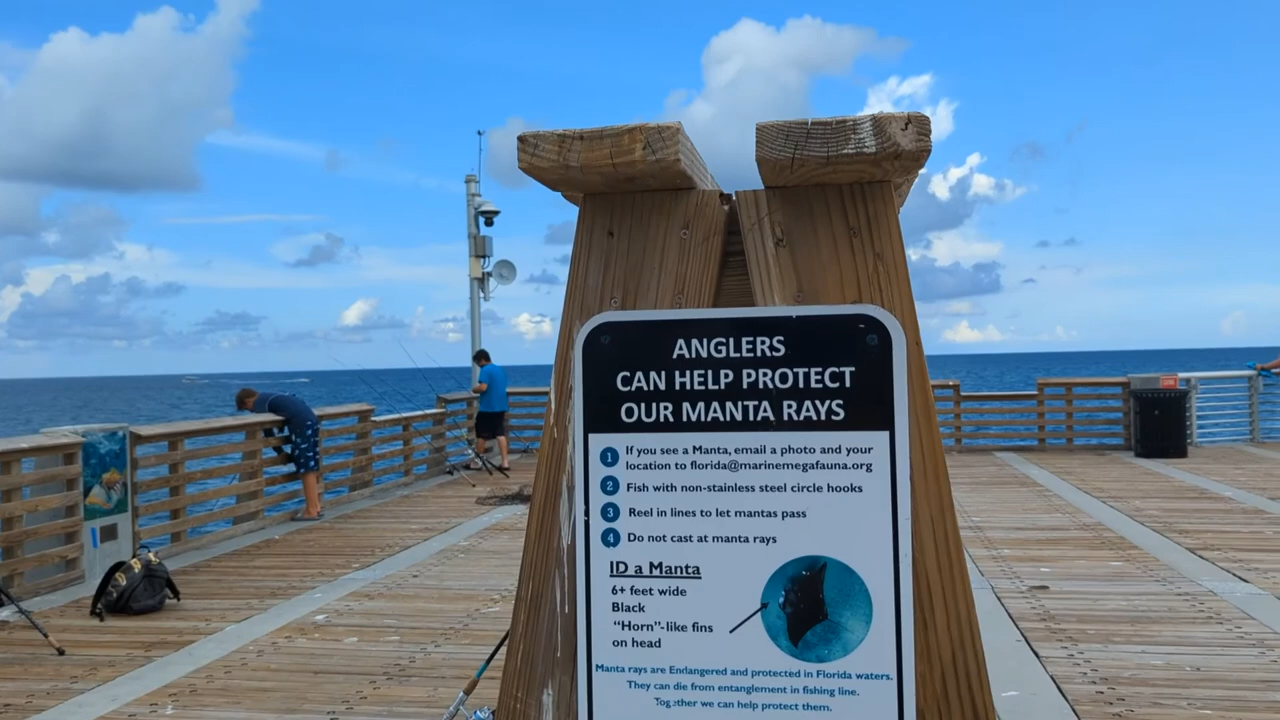 ANGLERS
CAN HELP PROTECT
OUR MANTA RAYS
1 If you see a Manta, email a photo and your
location to florida@marinemegafauna.org
2 Fish with non-stainless steel circle hooks
3 Reel in lines to let mantas pass
4 Do not cast at manta rays
ID a Manta
6+ feet wide
Black
"Horn"-like fins
on head
Manta rays are Endangered and protected in Florida waters.
They can die from entanglement in fishing line.
Together we can help protect them.